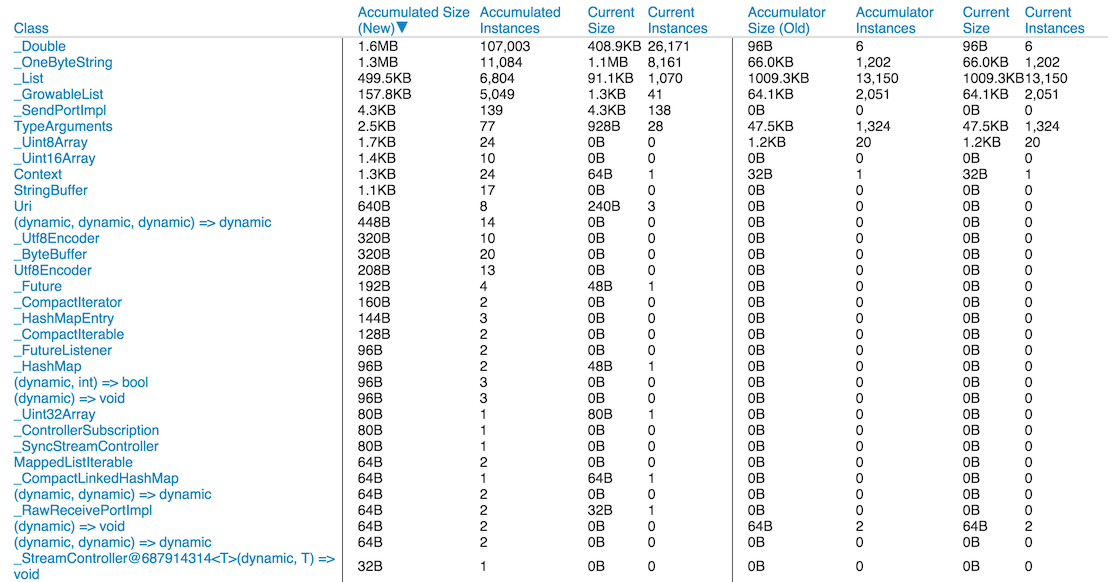 Class Accumulated Size (New)▼ Accumulated Instances Current Size Current Instances Accumulator Size (Old) Accumulator Instances Current Size Current Instances
_Double 1.6MB 107,003 408.9KB 26,171 96B 6 96B 6
_OneByteString 1.3MB 11,084 1.1MB 8,161 66.0KB 1,202 66.0KB 1,202
_List 499.5KB 6,804 91.1KB 1,070 1009.3KB 13,150 1009.3KB 13,150
_GrowableList 157.8KB 5,049 1.3KB 41 64.1KB 2,051 64.1KB 2,051
_SendPortImpl 4.3KB 139 4.3KB 138 0B 0 0B 0
TypeArguments 2.5KB 77 928B 28 47.5KB 1,324 47.5KB 1,324
_Uint8Array 1.7KB 24 0B 0 1.2KB 20 1.2KB 20
_Uint16Array 1.4KB 10 0B 0 0B 0 0B 0
Context 1.3KB 24 64B 1 32B 1 32B 1
StringBuffer 1.1KB 17 0B 0 0B 0 0B 0
Uri 640B 8 240B 3 0B 0 0B 0
(dynamic, dynamic, dynamic) => dynamic 448B 14 0B 0 0B 0 0B 0
_Utf8Encoder 320B 10 0B 0 0B 0 0B 0
_ByteBuffer 320B 20 0B 0 0B 0 0B 0
Utf8Encoder 208B 13 0B 0 0B 0 0B 0
_Future 192B 4 48B 1 0B 0 0B 0
_CompactIterator 160B 2 0B 0 0B 0 0B 0
_HashMapEntry 144B 3 0B 0 0B 0 0B 0
_CompactIterable 128B 2 0B 0 0B 0 0B 0
_FutureListener 96B 2 0B 0 0B 0 0B 0
_HashMap 96B 2 48B 1 0B 0 0B 0
(dynamic, int) => bool 96B 3 0B 0 0B 0 0B 0
(dynamic) => void 96B 3 0B 0 0B 0 0B 0
_Uint32Array 80B 1 80B 1 0B 0 0B 0
_ControllerSubscription 80B 1 0B 0 0B 0 0B 0
_SyncStreamController 80B 1 0B 0 0B 0 0B 0
MappedListIterable 64B 2 0B 0 0B 0 0B 0
_CompactLinkedHashMap 64B 1 64B 1 0B 0 0B 0
(dynamic, dynamic) => dynamic 64B 2 0B 0 0B 0 0B 0
_RawReceivePortImpl 64B 2 32B 1 0B 0 0B 0
(dynamic) => void 64B 2 0B 0 64B 2 64B 2
(dynamic, dynamic) => dynamic 64B 2 0B 0 0B 0 0B 0
_StreamController@687914314<T>(dynamic, T) =>
void 32B 1 0B 0 0B 0 0B 0